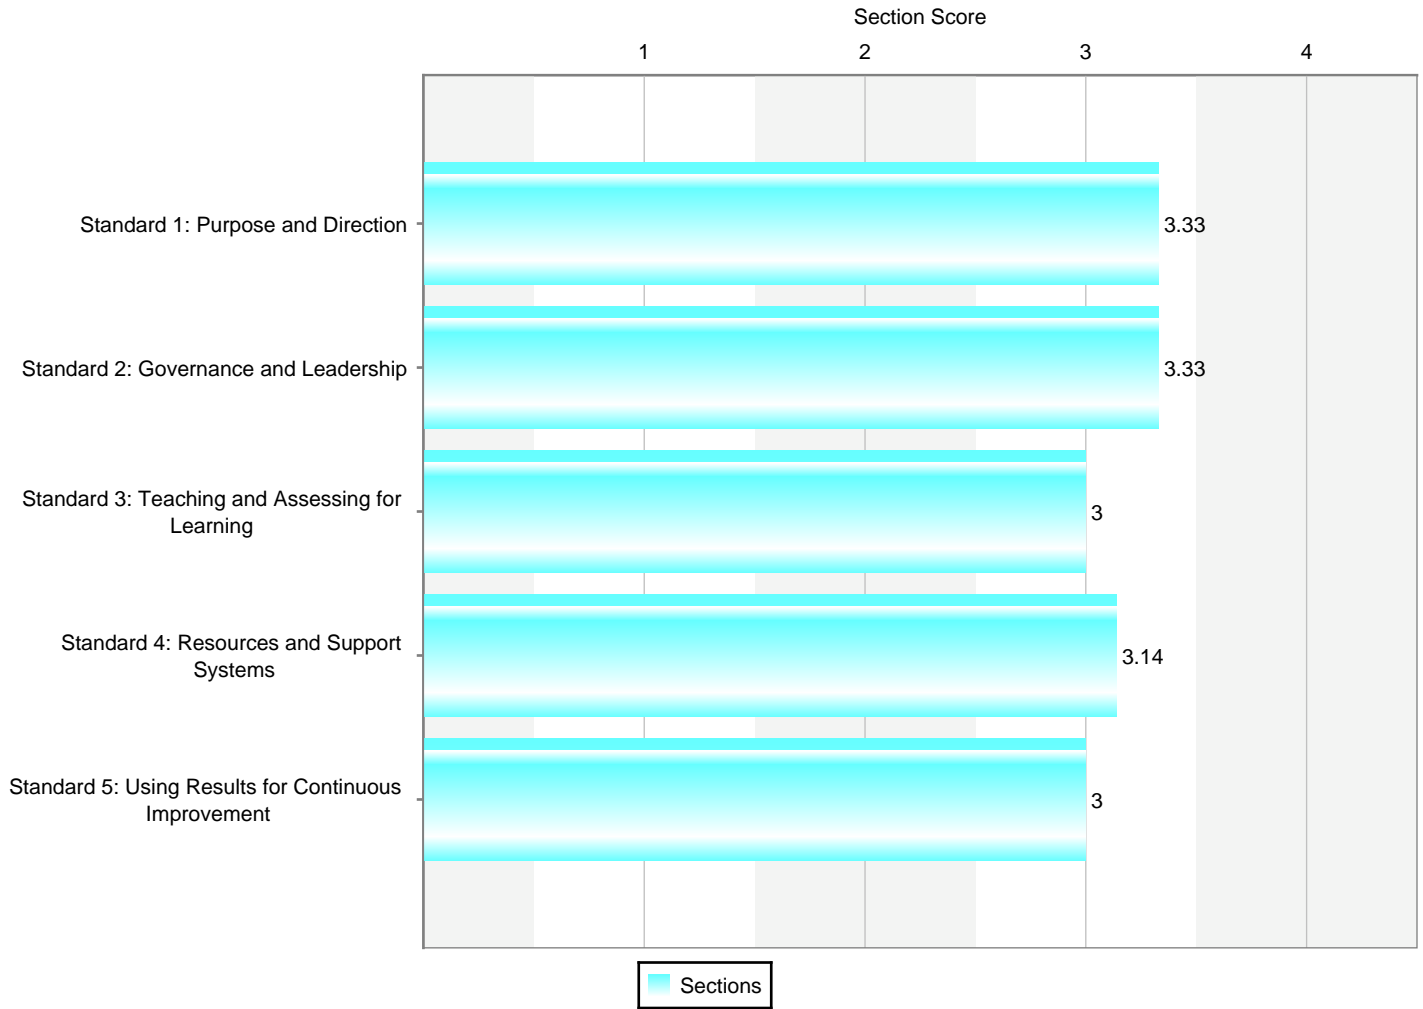 Section Score
1 2 3 4
Standard 1: Purpose and Direction
3.33
Standard 2: Governance and Leadership
3.33
Standard 3: Teaching and Assessing for
Learning
3
Standard 4: Resources and Support
Systems
3.14
Standard 5: Using Results for Continuous
Improvement
3
Sections